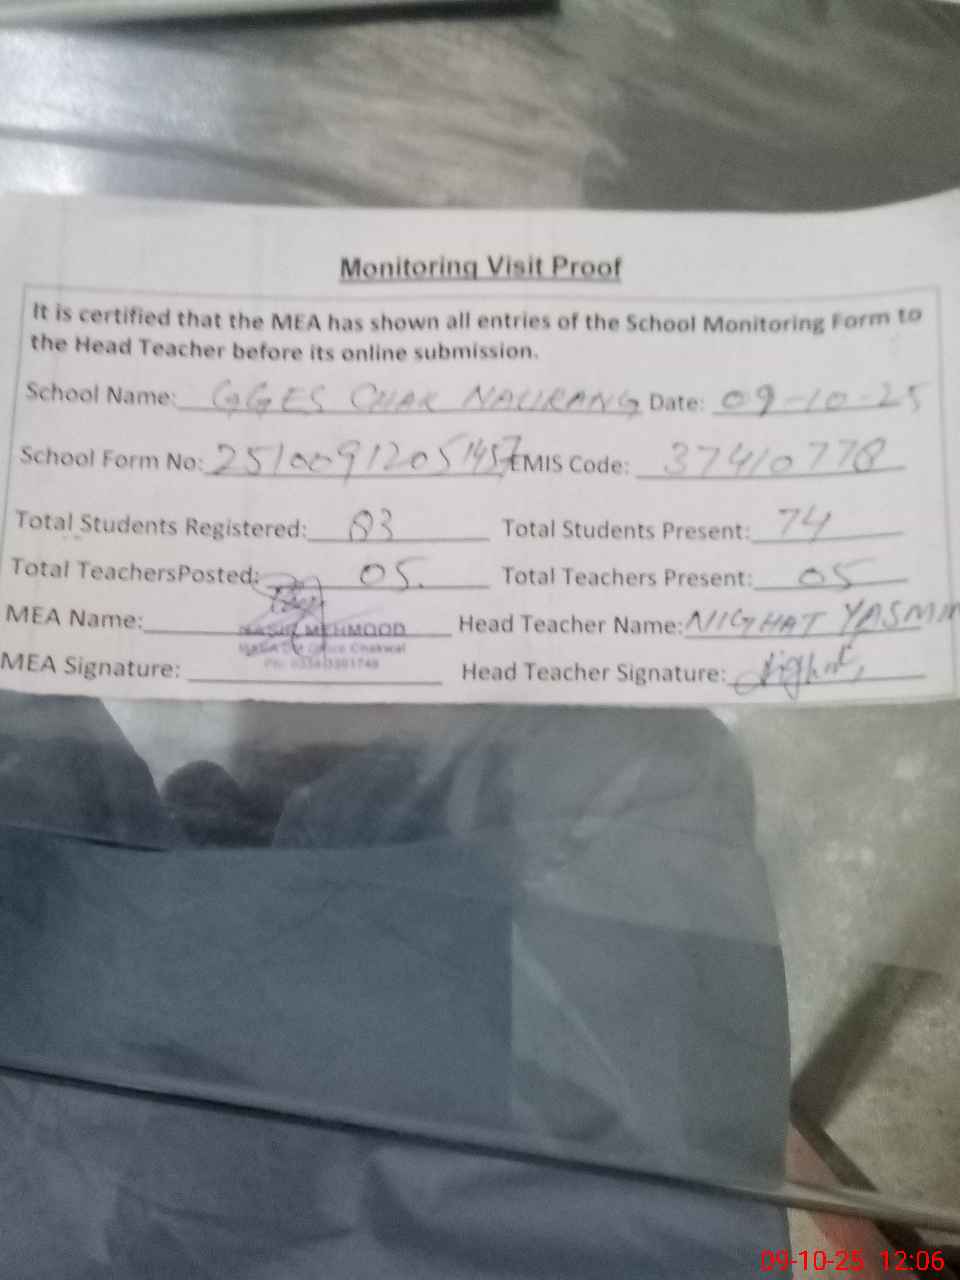 Monitoring Visit Proof
It is certified that the MEA has shown all entries of the School Monitoring Form to
the Head Teacher before its online submission.
School Name: GGES CHAK NAURANG Date: 09-10-25
School Form No: 25100912051457 EMIS Code: 37410778
Total Students Registered: 83 Total Students Present: 74
Total TeachersPosted: 05. Total Teachers Present: 05
MEA Name: MEHMOOD Head Teacher Name: NIGHAT YASMIN
Chakwal
MEA Signature: Head Teacher Signature:
09-10-25 12:06